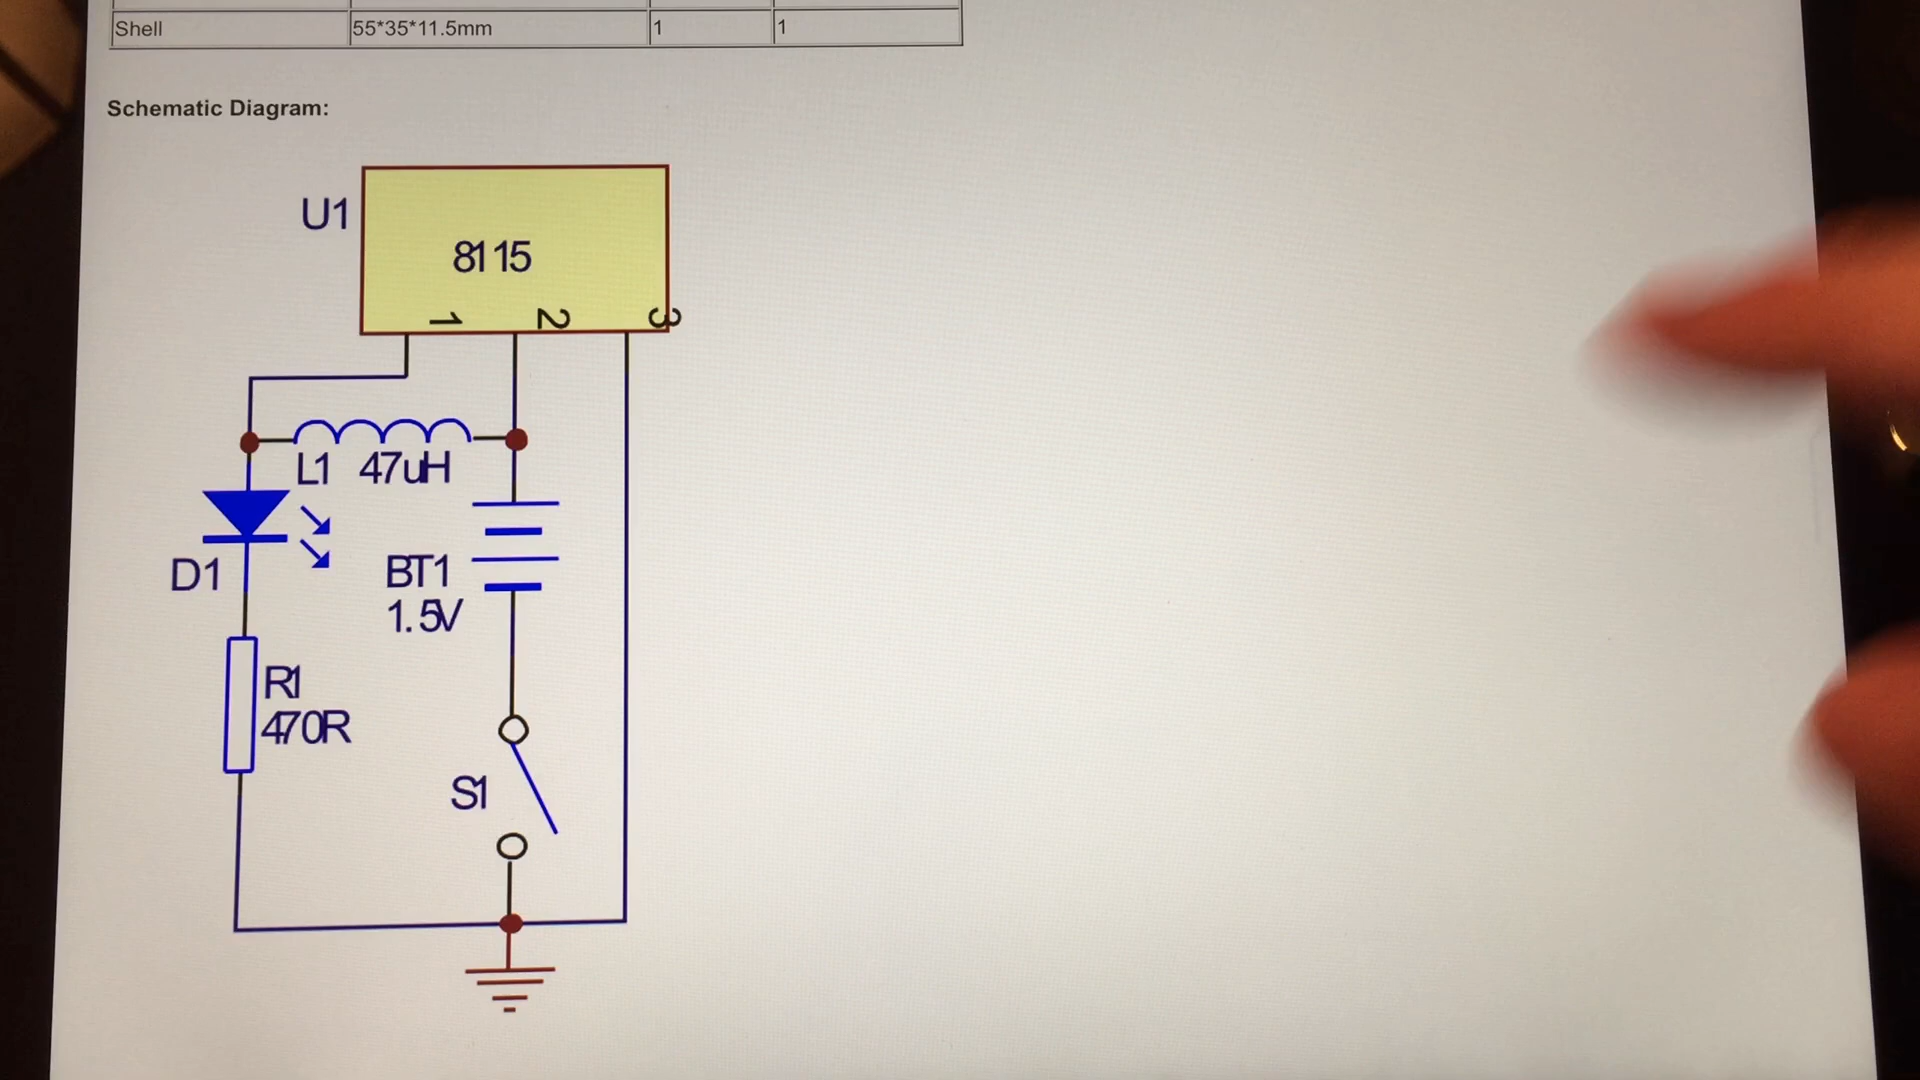 Shell 55*35*11.5mm 1 1
Schematic Diagram:
U1
8115
1 2 3
L1 47uH
D1
BT1
1.5V
R1
470R
S1